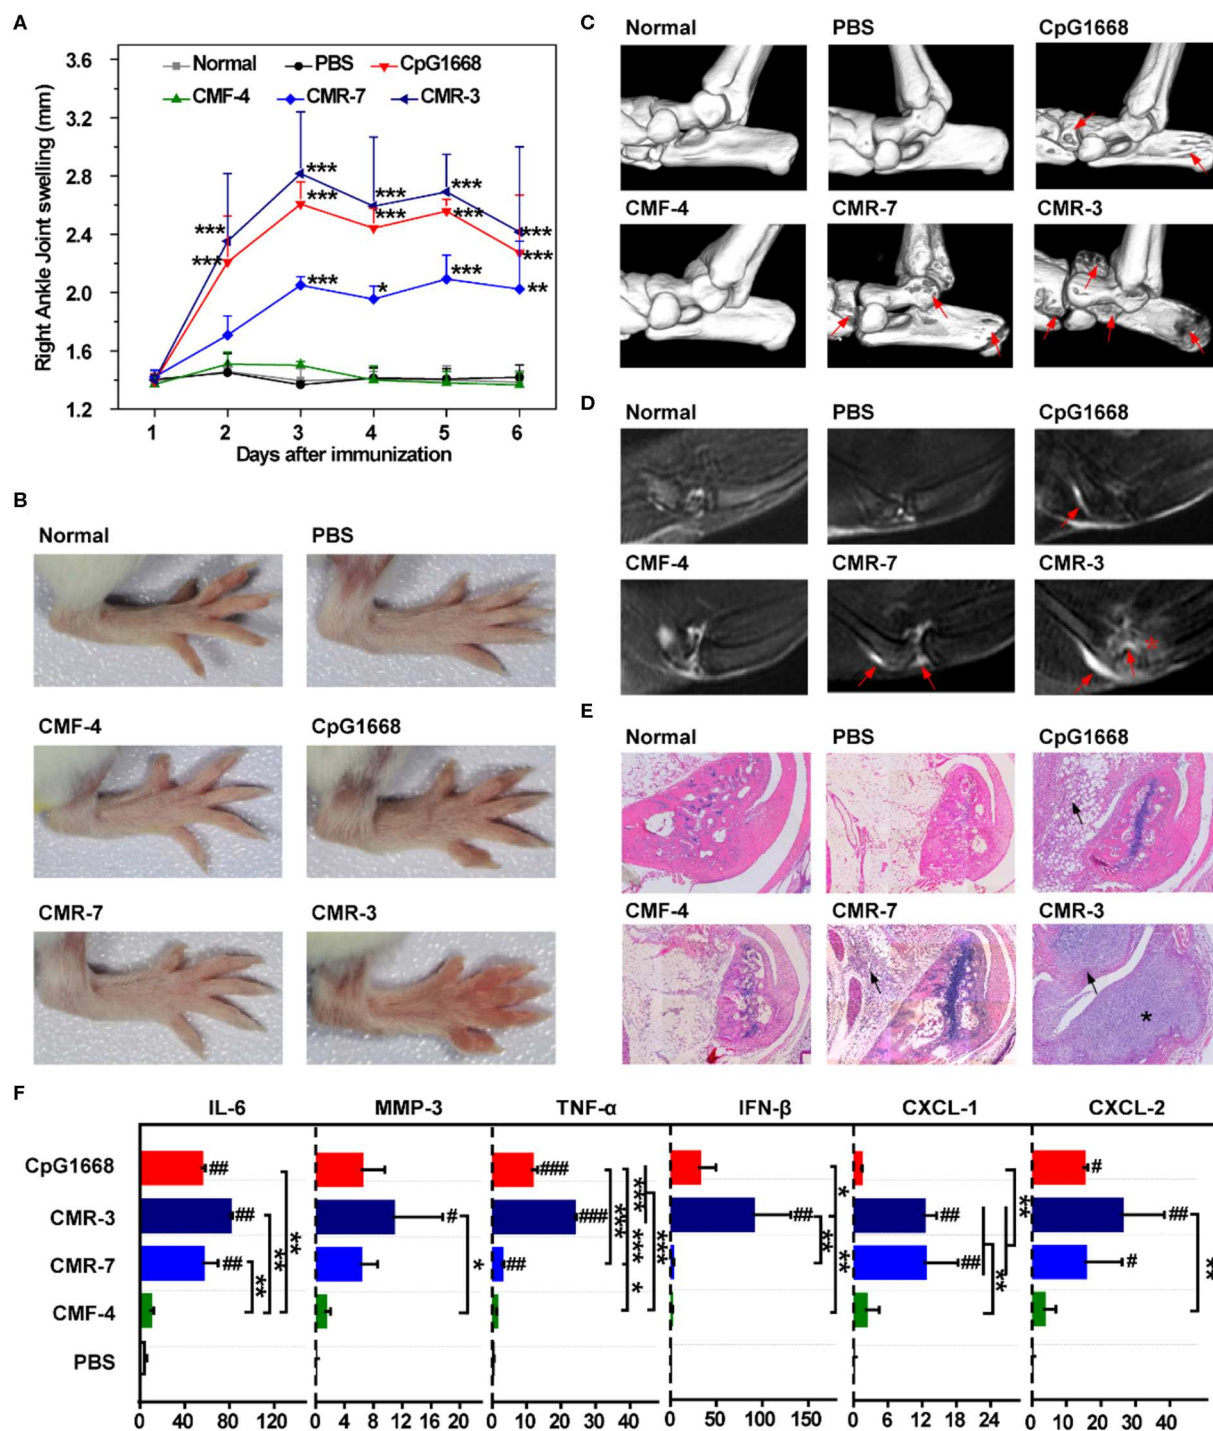 A
3.6
3.2
2.8
2.4
2.0
1.6
1.2
Normal PBS CpG1668
CMF-4 CMR-7 CMR-3
***
***
***
***
***
***
***
***
***
***
***
*
***
**
1 2 3 4 5 6
Right Ankle Joint swelling (mm)
Days after immunization
B
Normal PBS
CMF-4 CpG1668
CMR-7 CMR-3
C
Normal PBS CpG1668
CMF-4 CMR-7 CMR-3
D
Normal PBS CpG1668
CMF-4 CMR-7 CMR-3
*
E
Normal PBS CpG1668
CMF-4 CMR-7 CMR-3
*
F
IL-6 MMP-3 TNF-α IFN-β CXCL-1 CXCL-2
CpG1668 ## ### #
CMR-3 ## # ### ## ## ##
CMR-7 ## ## ## #
CMF-4
PBS
** ** ** * *** *** *** *** * * ** ** ** ** ** **
0 40 80 120 0 4 8 12 16 20 0 10 20 30 40 0 50 100 150 0 6 12 18 24 0 10 20 30 40